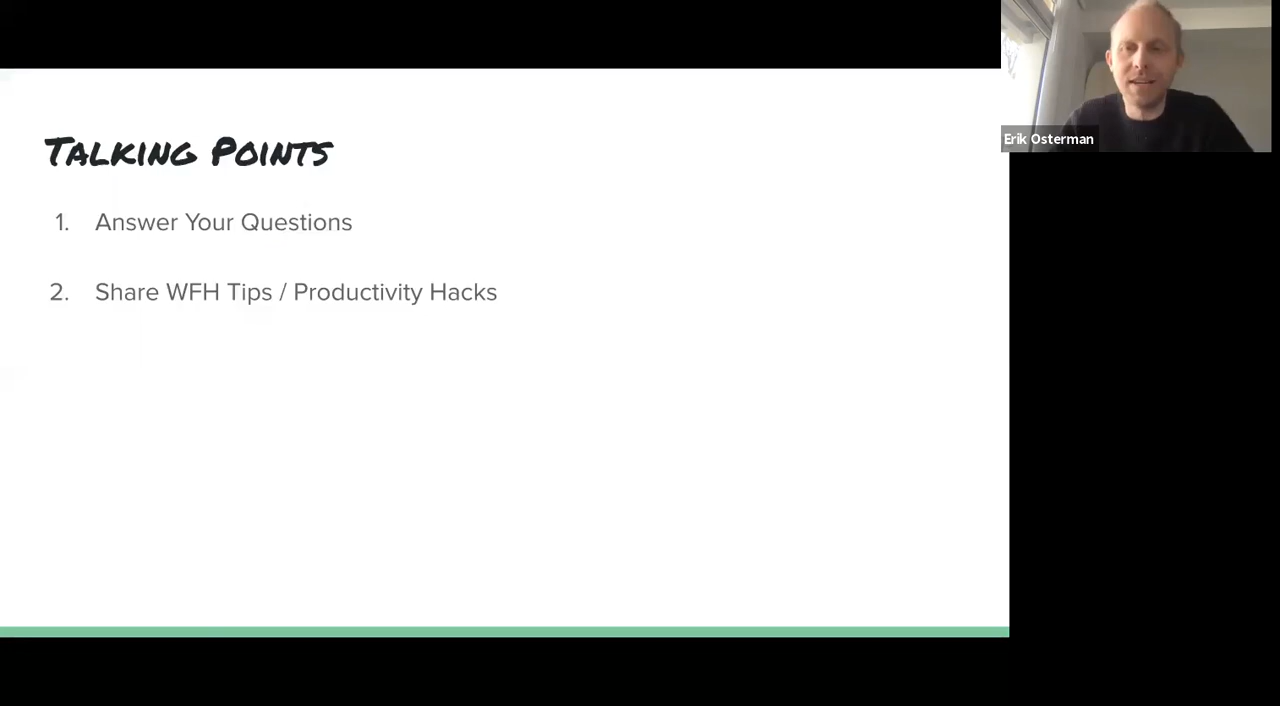 Talking Points
1. Answer Your Questions
2. Share WFH Tips / Productivity Hacks
Erik Osterman